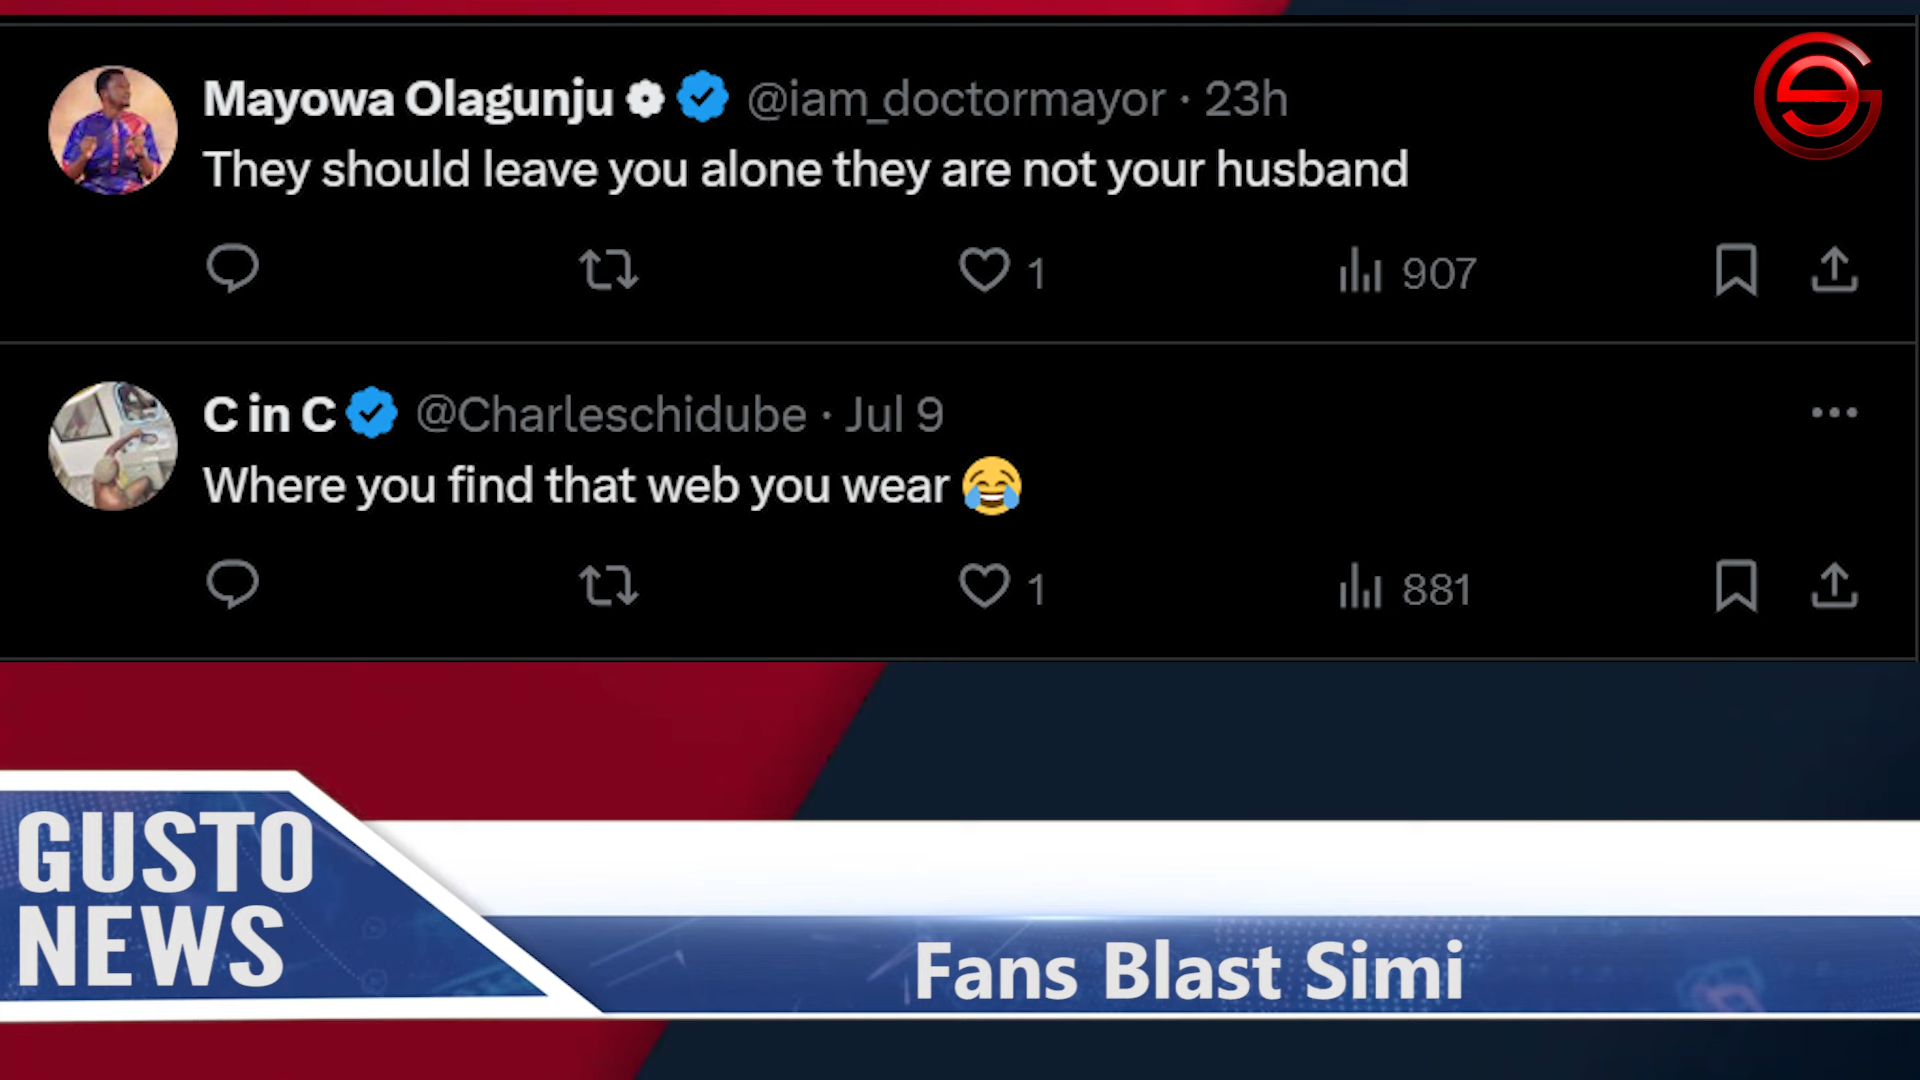 Mayowa Olagunju @iam_doctormayor · 23h
They should leave you alone they are not your husband
1 907
C in C @Charleschidube · Jul 9
Where you find that web you wear 😂
1 881
GUSTO
NEWS
Fans Blast Simi